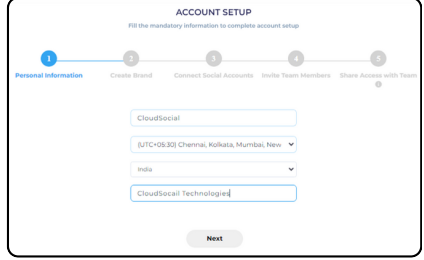 ACCOUNT SETUP
Fill the mandatory information to complete account setup
1 2 3 4 5
Personal Information Create Brand Connect Social Accounts Invite Team Members Share Access with Team
CloudSocial
(UTC+05:30) Chennai, Kolkata, Mumbai, New
India
CloudSocail Technologies
Next